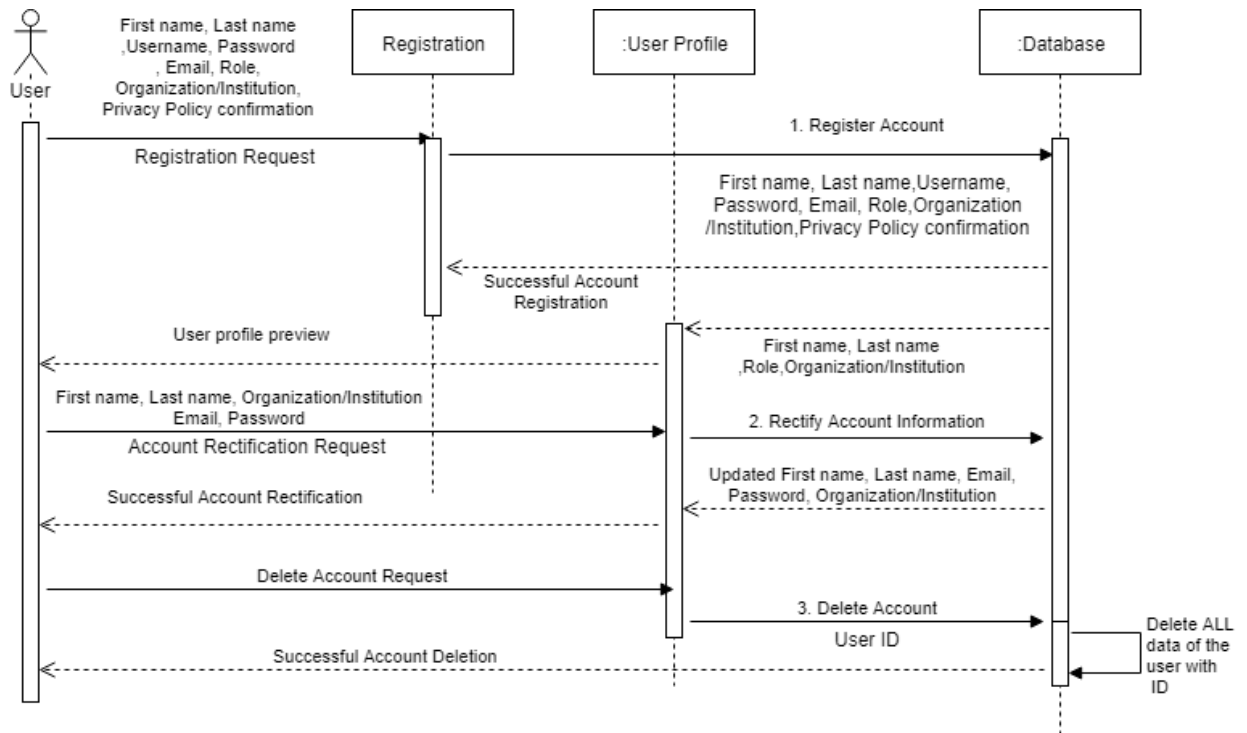 First name, Last name
,Username, Password
, Email, Role,
Organization/Institution,
Privacy Policy confirmation
User
Registration
:User Profile
:Database
Registration Request
1. Register Account
First name, Last name,Username,
Password, Email, Role,Organization
/Institution,Privacy Policy confirmation
Successful Account
Registration
User profile preview
First name, Last name
,Role,Organization/Institution
First name, Last name, Organization/Institution
Email, Password
Account Rectification Request
2. Rectify Account Information
Updated First name, Last name, Email,
Password, Organization/Institution
Successful Account Rectification
Delete Account Request
3. Delete Account
User ID
Delete ALL
data of the
user with
ID
Successful Account Deletion